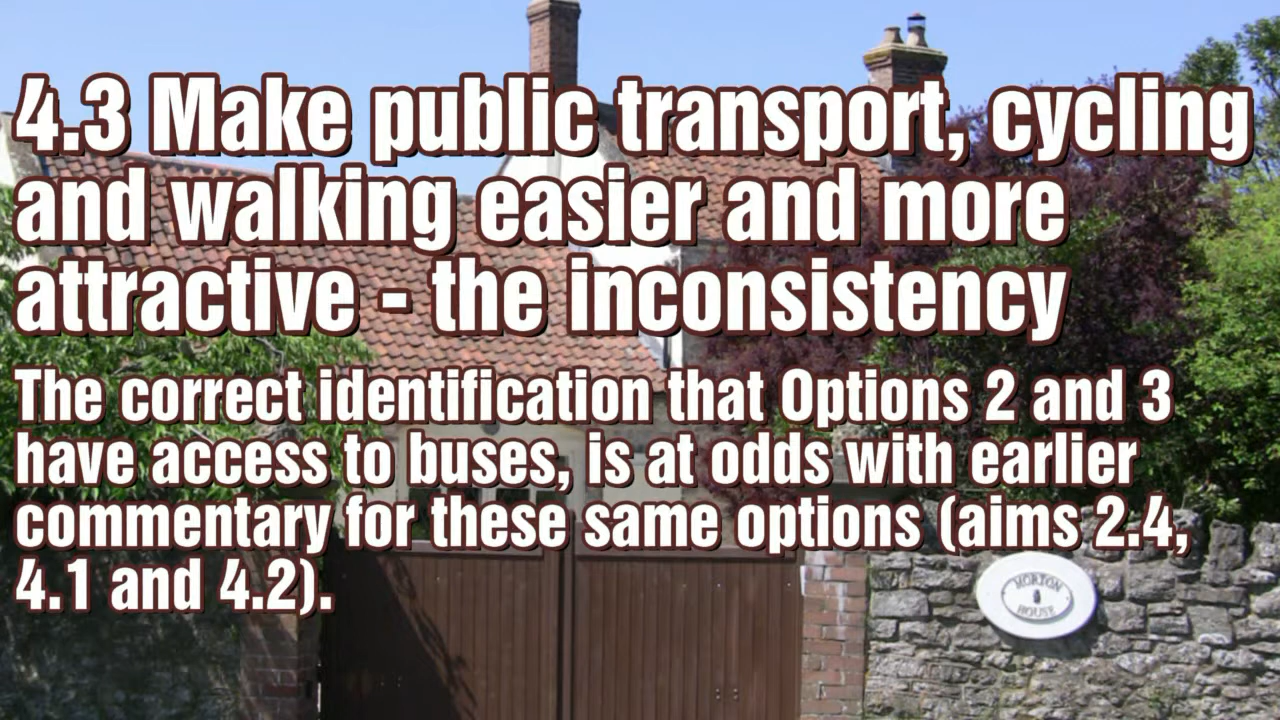 4.3 Make public transport, cycling
and walking easier and more
attractive - the inconsistency
The correct identification that Options 2 and 3
have access to buses, is at odds with earlier
commentary for these same options (aims 2.4,
4.1 and 4.2).
MORTON
HOUSE